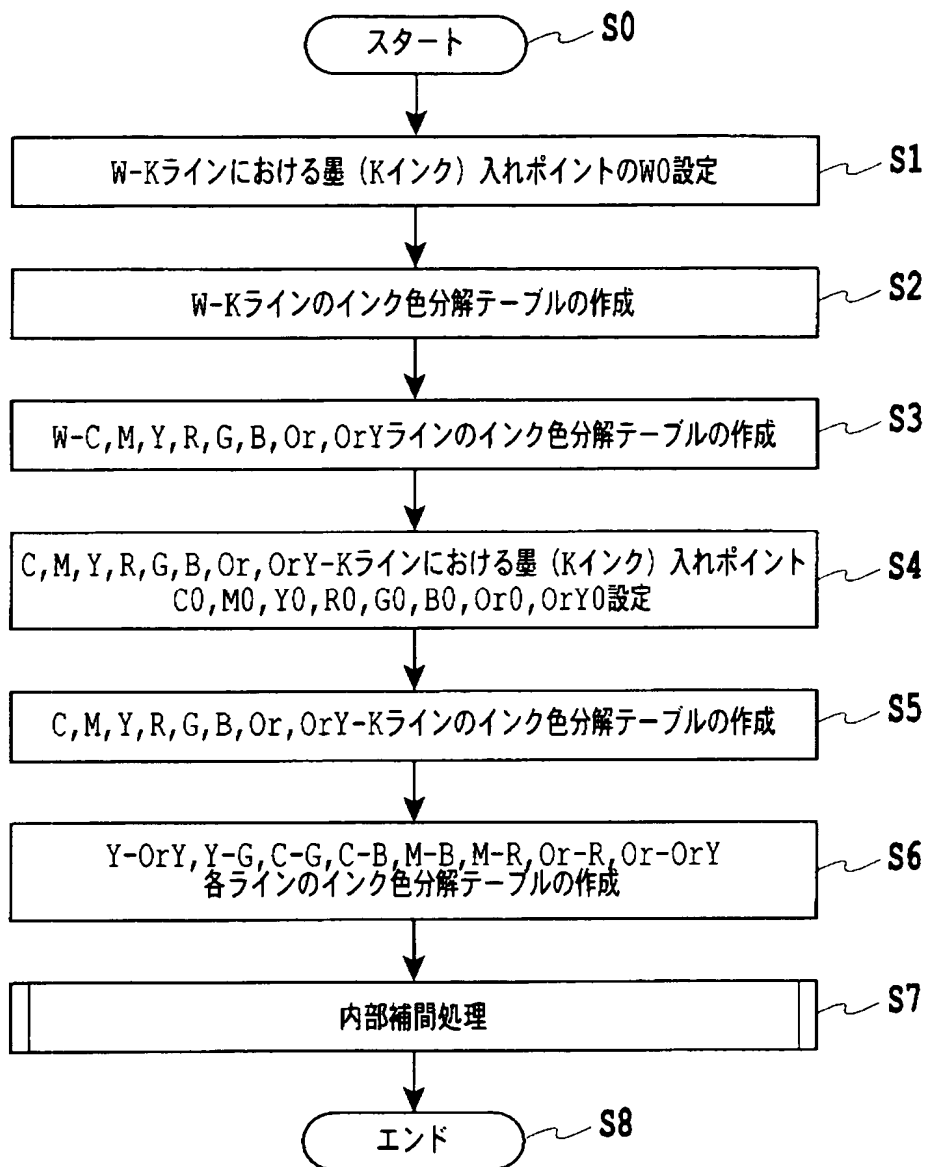 スタート
S0
W-Kラインにおける墨（Kインク）入れポイントのW0設定
S1
W-Kラインのインク色分解テーブルの作成
S2
W-C,M,Y,R,G,B,Or,OrYラインのインク色分解テーブルの作成
S3
C,M,Y,R,G,B,Or,OrY-Kラインにおける墨（Kインク）入れポイント
C0,M0,Y0,R0,G0,B0,Or0,OrY0設定
S4
C,M,Y,R,G,B,Or,OrY-Kラインのインク色分解テーブルの作成
S5
Y-OrY,Y-G,C-G,C-B,M-B,M-R,Or-R,Or-OrY
各ラインのインク色分解テーブルの作成
S6
内部補間処理
S7
エンド
S8